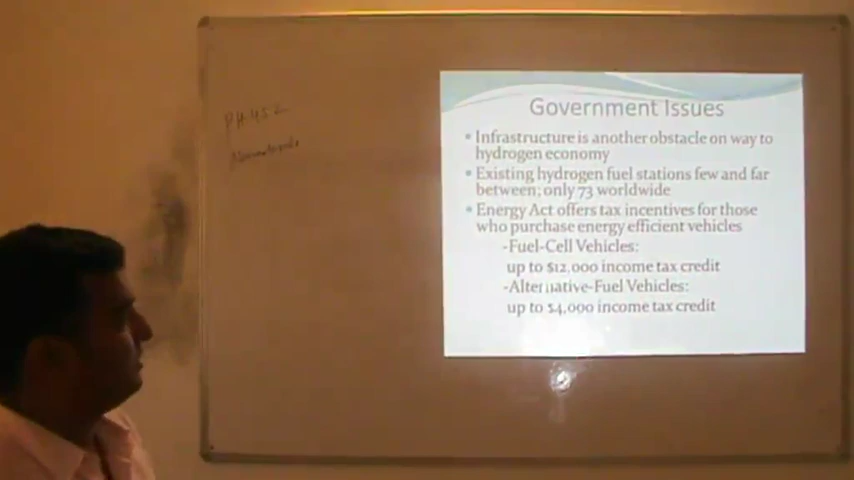 PH-452
Government Issues
Infrastructure is another obstacle on way to
hydrogen economy
Existing hydrogen fuel stations few and far
between; only 73 worldwide
Energy Act offers tax incentives for those
who purchase energy efficient vehicles
-Fuel-Cell Vehicles:
up to $12,000 income tax credit
-Alternative-Fuel Vehicles:
up to $4,000 income tax credit